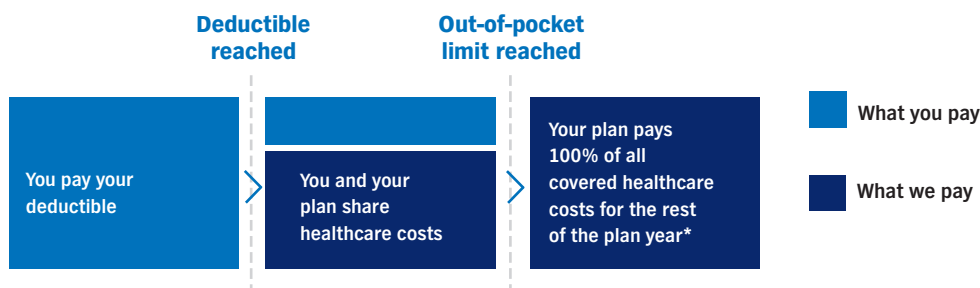 Deductible
reached
Out-of-pocket
limit reached
You pay your
deductible
You and your
plan share
healthcare costs
Your plan pays
100% of all
covered healthcare
costs for the rest
of the plan year*
What you pay
What we pay